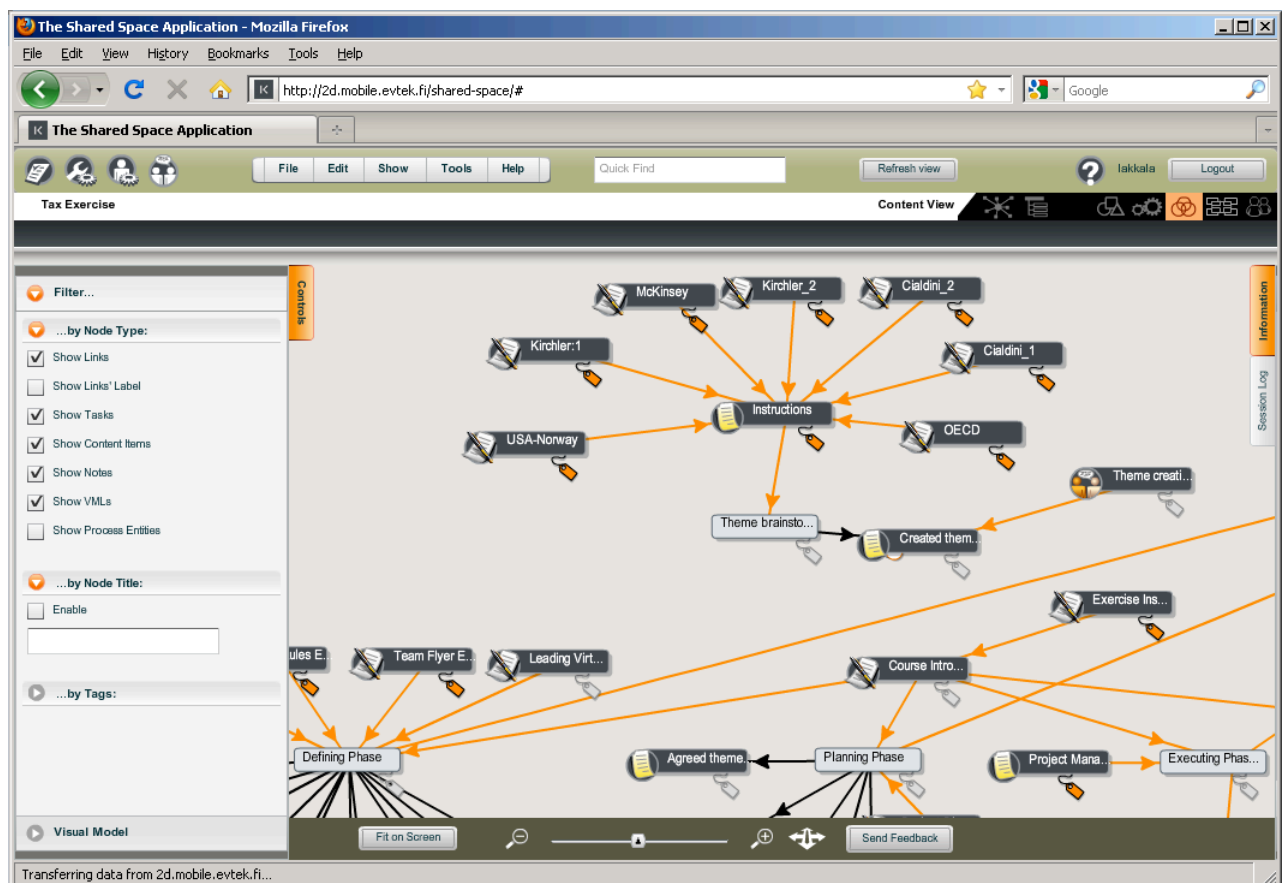 The Shared Space Application - Mozilla Firefox
File Edit View History Bookmarks Tools Help
http://2d.mobile.evtek.fi/shared-space/#
Google
K The Shared Space Application
File Edit Show Tools Help
Quick Find
Refresh view
lakkala
Logout
Tax Exercise
Content View
Filter...
...by Node Type:
Show Links
Show Links' Label
Show Tasks
Show Content Items
Show Notes
Show VMLs
Show Process Entities
...by Node Title:
Enable
...by Tags:
Visual Model
Controls
Information
Session Log
McKinsey
Kirchler_2
Cialdini_2
Kirchler:1
Cialdini_1
Instructions
USA-Norway
OECD
Theme creati...
Theme brainsto...
Created them...
Exercise Ins...
ules E...
Team Flyer E...
Leading Virt...
Course Intro...
Defining Phase
Agreed theme...
Planning Phase
Project Mana...
Executing Phas...
Fit on Screen
Send Feedback
Transferring data from 2d.mobile.evtek.fi...